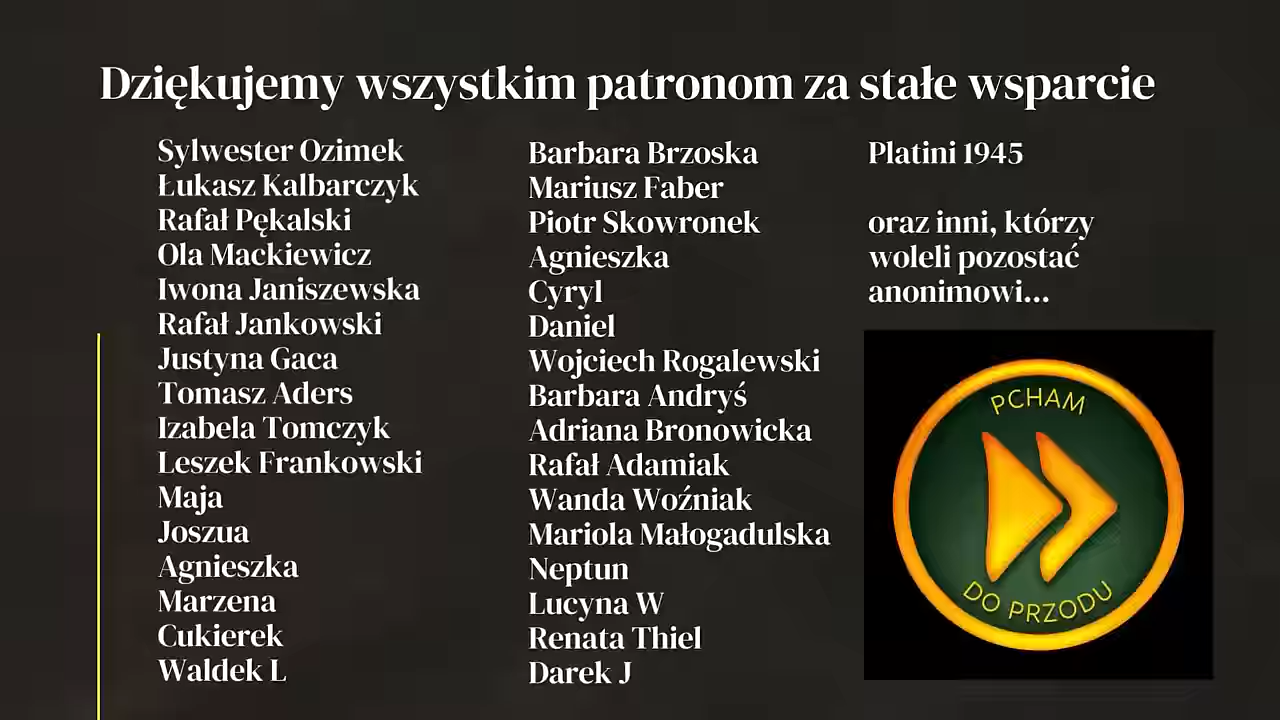 Dziękujemy wszystkim patronom za stałe wsparcie
Sylwester Ozimek
Łukasz Kalbarczyk
Rafał Pękalski
Ola Mackiewicz
Iwona Janiszewska
Rafał Jankowski
Justyna Gaca
Tomasz Aders
Izabela Tomczyk
Leszek Frankowski
Maja
Joszua
Agnieszka
Marzena
Cukierek
Waldek L
Barbara Brzoska
Mariusz Faber
Piotr Skowronek
Agnieszka
Cyryl
Daniel
Wojciech Rogalewski
Barbara Andryś
Adriana Bronowicka
Rafał Adamiak
Wanda Woźniak
Mariola Małogadulska
Neptun
Lucyna W
Renata Thiel
Darek J
Platini 1945
oraz inni, którzy
woleli pozostać
anonimowi...
PCHAM
DO PRZODU